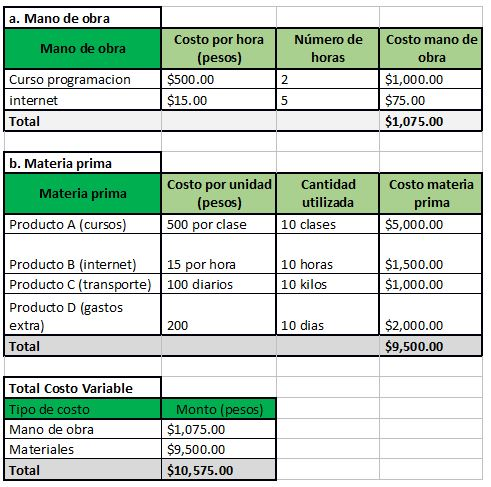 a. Mano de obra
Mano de obra Costo por hora (pesos) Número de horas Costo mano de obra
Curso programacion $500.00 2 $1,000.00
internet $15.00 5 $75.00
Total $1,075.00
b. Materia prima
Materia prima Costo por unidad (pesos) Cantidad utilizada Costo materia prima
Producto A (cursos) 500 por clase 10 clases $5,000.00
Producto B (internet) 15 por hora 10 horas $1,500.00
Producto C (transporte) 100 diarios 10 kilos $1,000.00
Producto D (gastos extra) 200 10 dias $2,000.00
Total $9,500.00
Total Costo Variable
Tipo de costo Monto (pesos)
Mano de obra $1,075.00
Materiales $9,500.00
Total $10,575.00